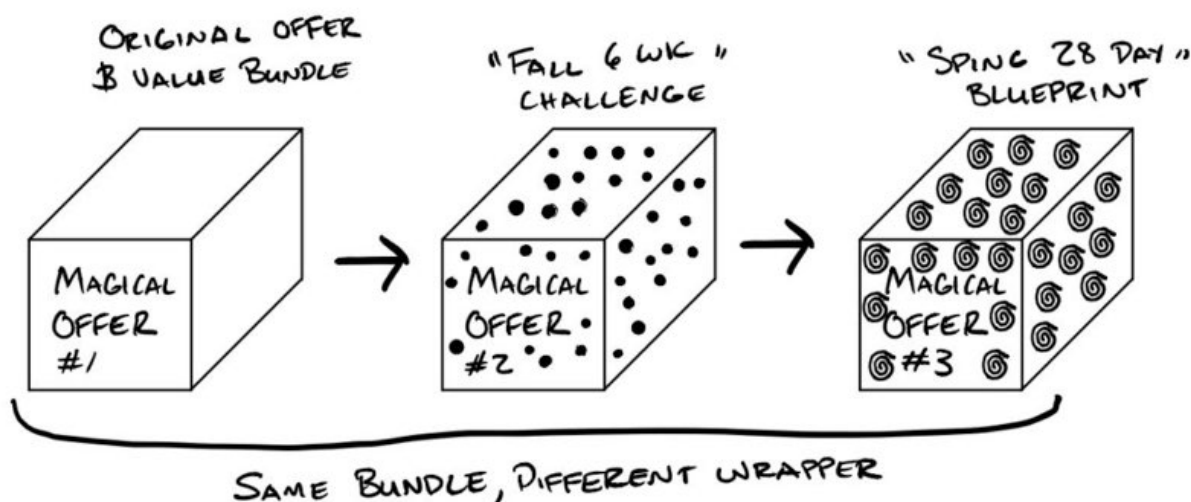 ORIGINAL OFFER
$ VALUE BUNDLE
"FALL 6 WK"
CHALLENGE
"SPING 28 DAY"
BLUEPRINT
MAGICAL
OFFER
#1
MAGICAL
OFFER
#2
MAGICAL
OFFER
#3
SAME BUNDLE, DIFFERENT WRAPPER